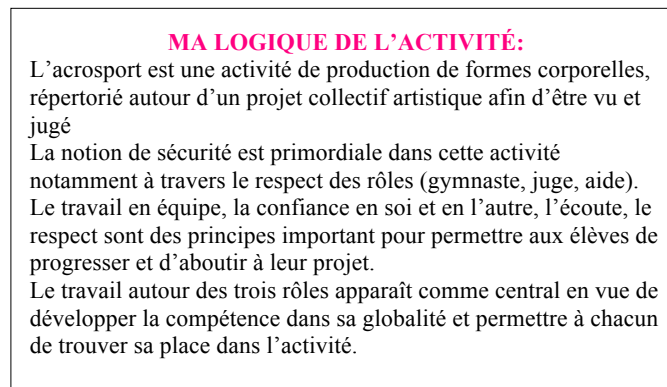 MA LOGIQUE DE L'ACTIVITÉ:
L'acrosport est une activité de production de formes corporelles,
répertorié autour d'un projet collectif artistique afin d'être vu et
jugé
La notion de sécurité est primordiale dans cette activité
notamment à travers le respect des rôles (gymnaste, juge, aide).
Le travail en équipe, la confiance en soi et en l'autre, l'écoute, le
respect sont des principes important pour permettre aux élèves de
progresser et d'aboutir à leur projet.
Le travail autour des trois rôles apparaît comme central en vue de
développer la compétence dans sa globalité et permettre à chacun
de trouver sa place dans l'activité.